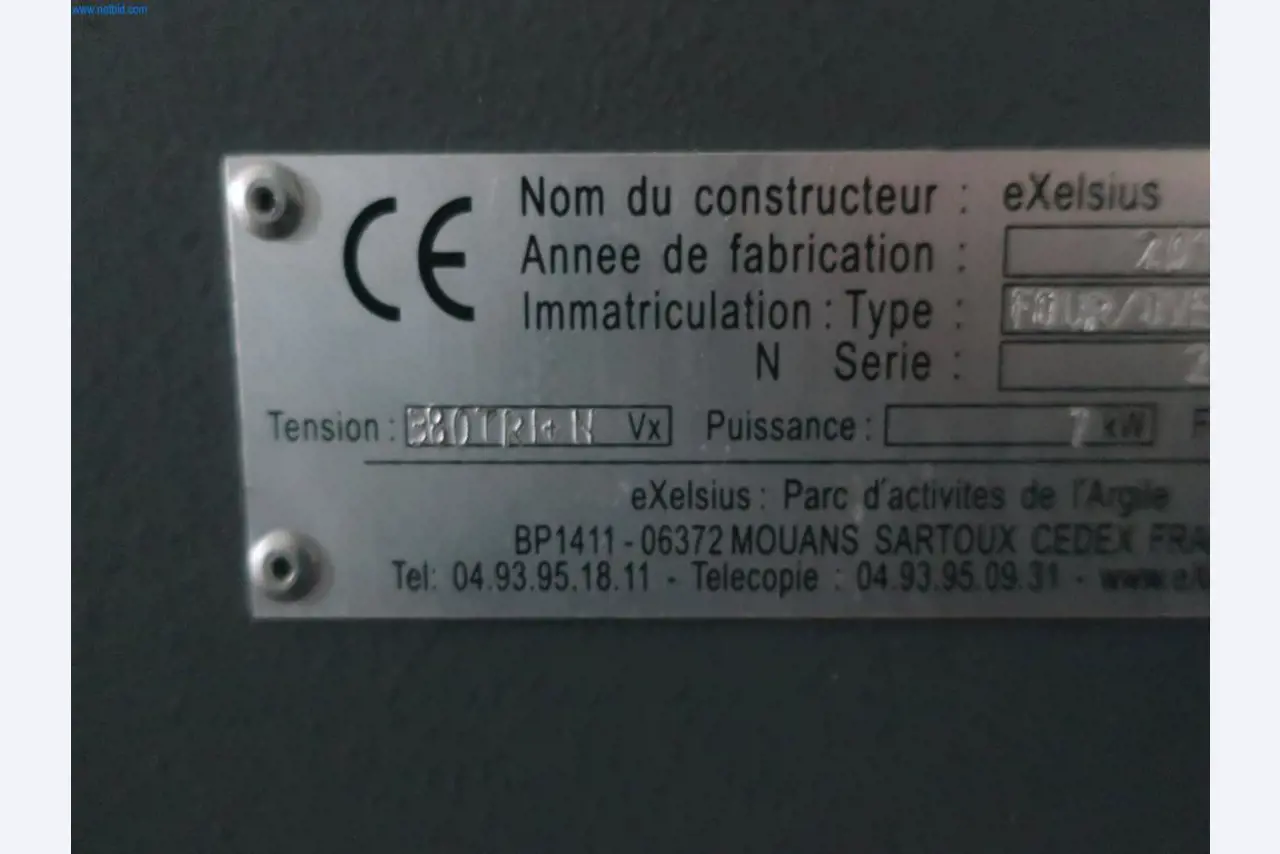 www.netbid.com
Nom du constructeur : eXelsius
Annee de fabrication :
Immatriculation : Type : FOUR/
N Serie :
Tension : 380TRI+N Vx Puissance : 7 kW
eXelsius : Parc d'activites de l'Argile
BP1411 - 06372 MOUANS SARTOUX CEDEX
Tel: 04.93.95.18.11 - Telecopie : 04.93.95.09.31 -